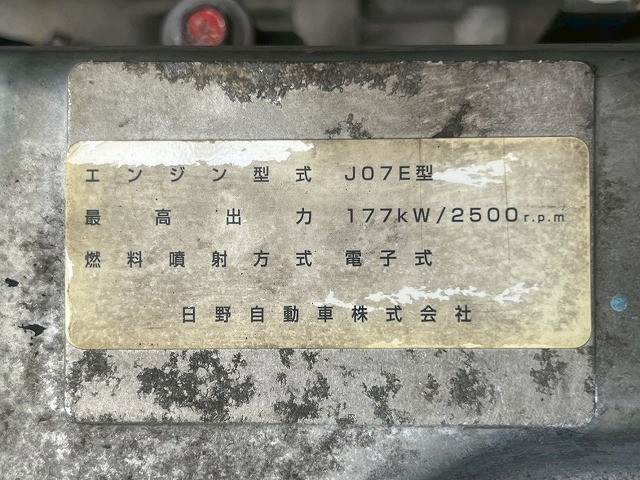 エンジン型式 J07E型
最高出力 177kW/2500r.p.m
燃料噴射方式 電子式
日野自動車株式会社